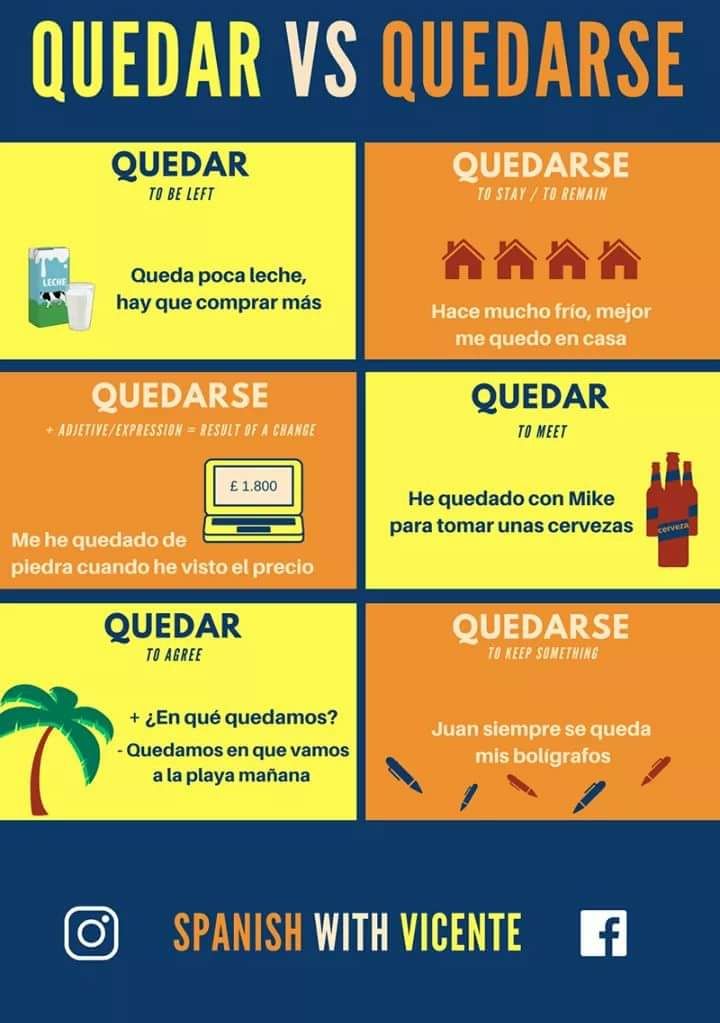 QUEDAR VS QUEDARSE
QUEDAR
TO BE LEFT
LECHE
Queda poca leche,
hay que comprar más
QUEDARSE
TO STAY / TO REMAIN
Hace mucho frío, mejor
me quedo en casa
QUEDARSE
+ ADJETIVE/EXPRESSION = RESULT OF A CHANGE
£ 1.800
Me he quedado de
piedra cuando he visto el precio
QUEDAR
TO MEET
He quedado con Mike
para tomar unas cervezas
cerveza
QUEDAR
TO AGREE
+ ¿En qué quedamos?
- Quedamos en que vamos
a la playa mañana
QUEDARSE
TO KEEP SOMETHING
Juan siempre se queda
mis bolígrafos
SPANISH WITH VICENTE